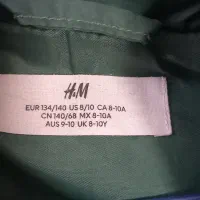 H&M
EUR 134/140 US 8/10 CA 8-10A
CN 140/68 MX 8-10A
AUS 9-10 UK 8-10Y